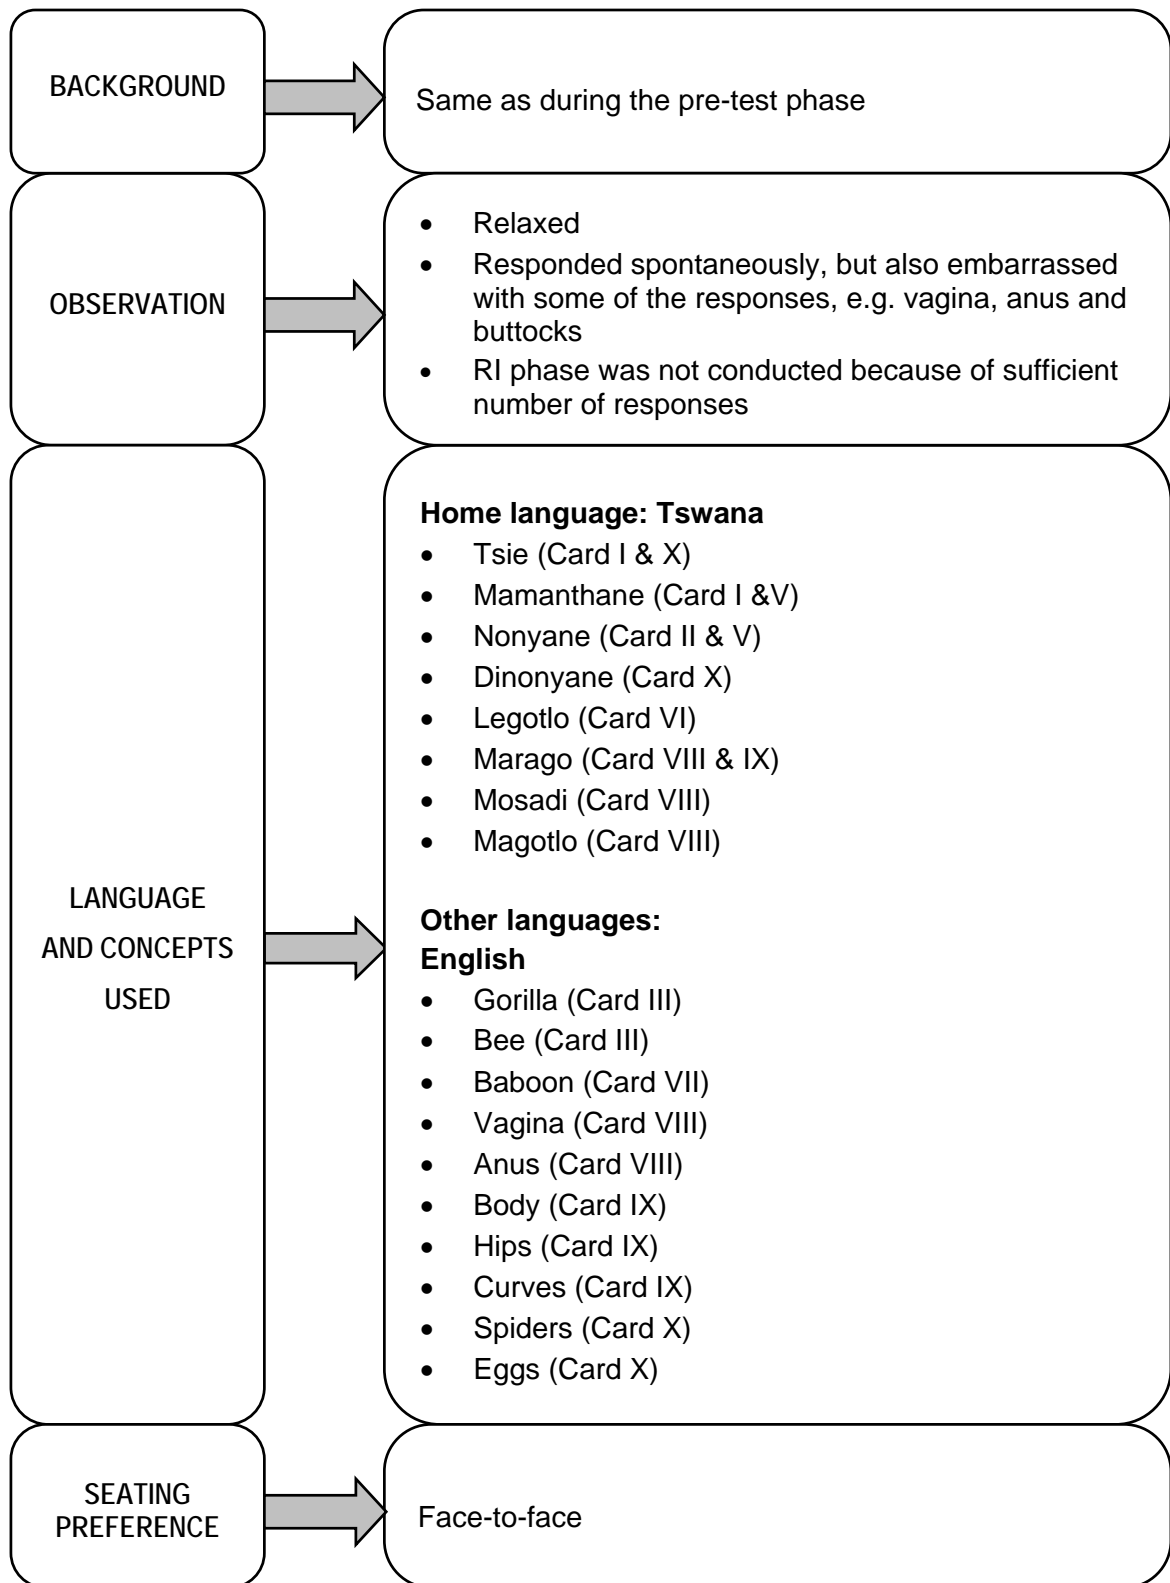 BACKGROUND
Same as during the pre-test phase
OBSERVATION
• Relaxed
• Responded spontaneously, but also embarrassed
with some of the responses, e.g. vagina, anus and
buttocks
• RI phase was not conducted because of sufficient
number of responses
LANGUAGE
AND CONCEPTS
USED
Home language: Tswana
• Tsie (Card I & X)
• Mamanthane (Card I &V)
• Nonyane (Card II & V)
• Dinonyane (Card X)
• Legotlo (Card VI)
• Marago (Card VIII & IX)
• Mosadi (Card VIII)
• Magotlo (Card VIII)
Other languages:
English
• Gorilla (Card III)
• Bee (Card III)
• Baboon (Card VII)
• Vagina (Card VIII)
• Anus (Card VIII)
• Body (Card IX)
• Hips (Card IX)
• Curves (Card IX)
• Spiders (Card X)
• Eggs (Card X)
SEATING
PREFERENCE
Face-to-face